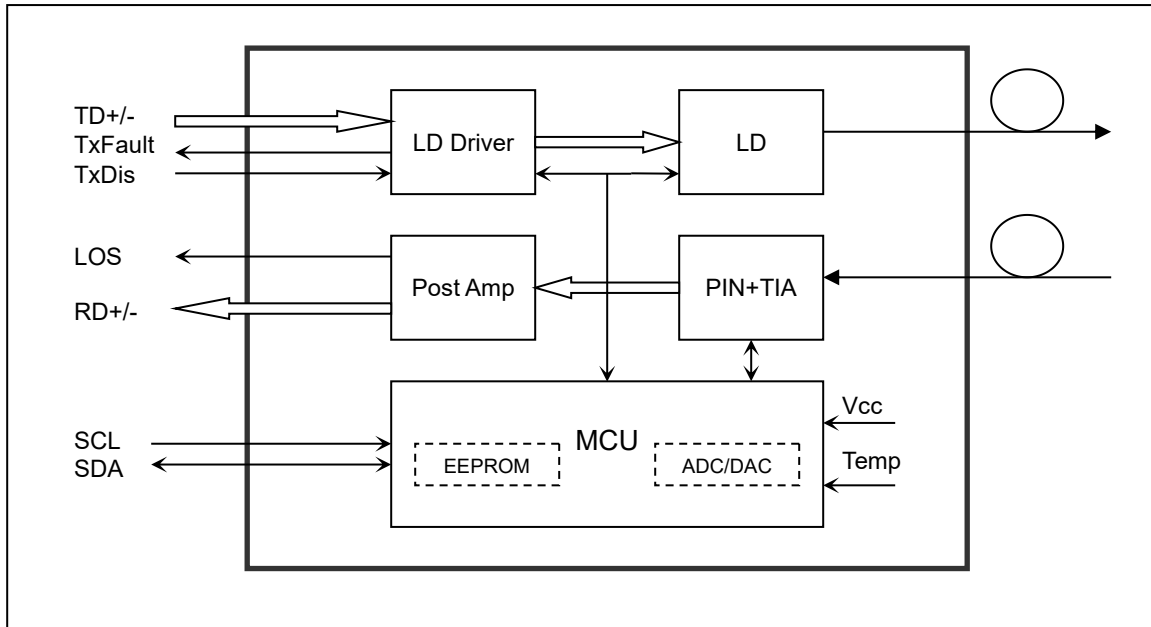 TD+/-
TxFault
TxDis
LD Driver
LD
LOS
RD+/-
Post Amp
PIN+TIA
SCL
SDA
MCU
EEPROM
ADC/DAC
Vcc
Temp